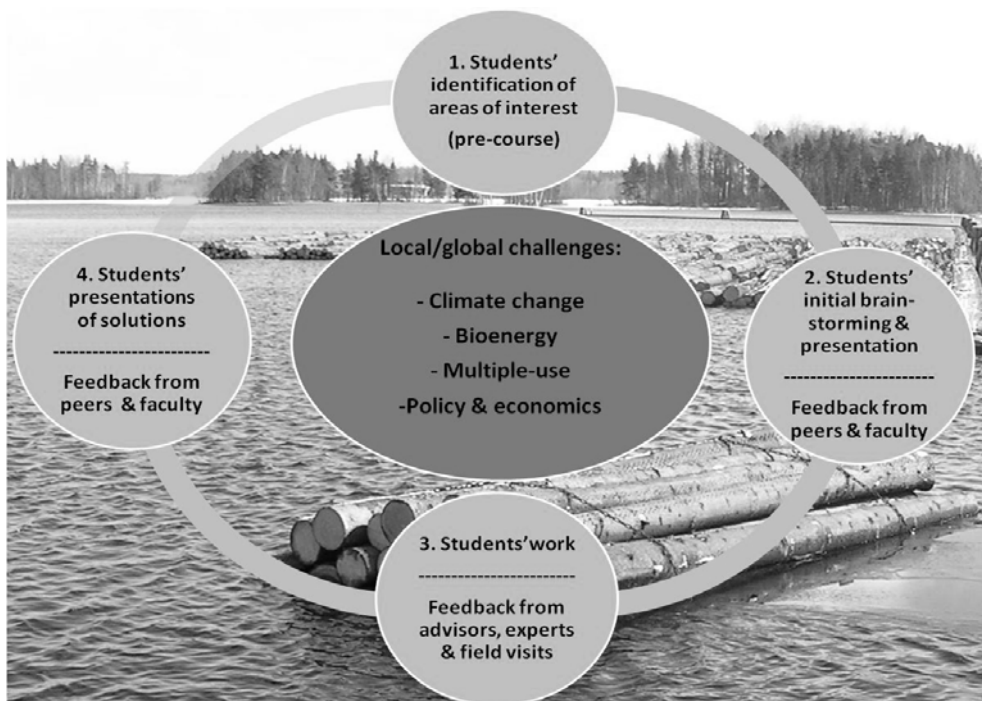 1. Students'
identification of
areas of interest
(pre-course)
Local/global challenges:
- Climate change
- Bioenergy
- Multiple-use
-Policy & economics
2. Students'
initial brain-
storming &
presentation
-----------------------
Feedback from
peers & faculty
3. Students'work
------------------------
Feedback from
advisors, experts
& field visits
4. Students'
presentations
of solutions
------------------------
Feedback from
peers & faculty